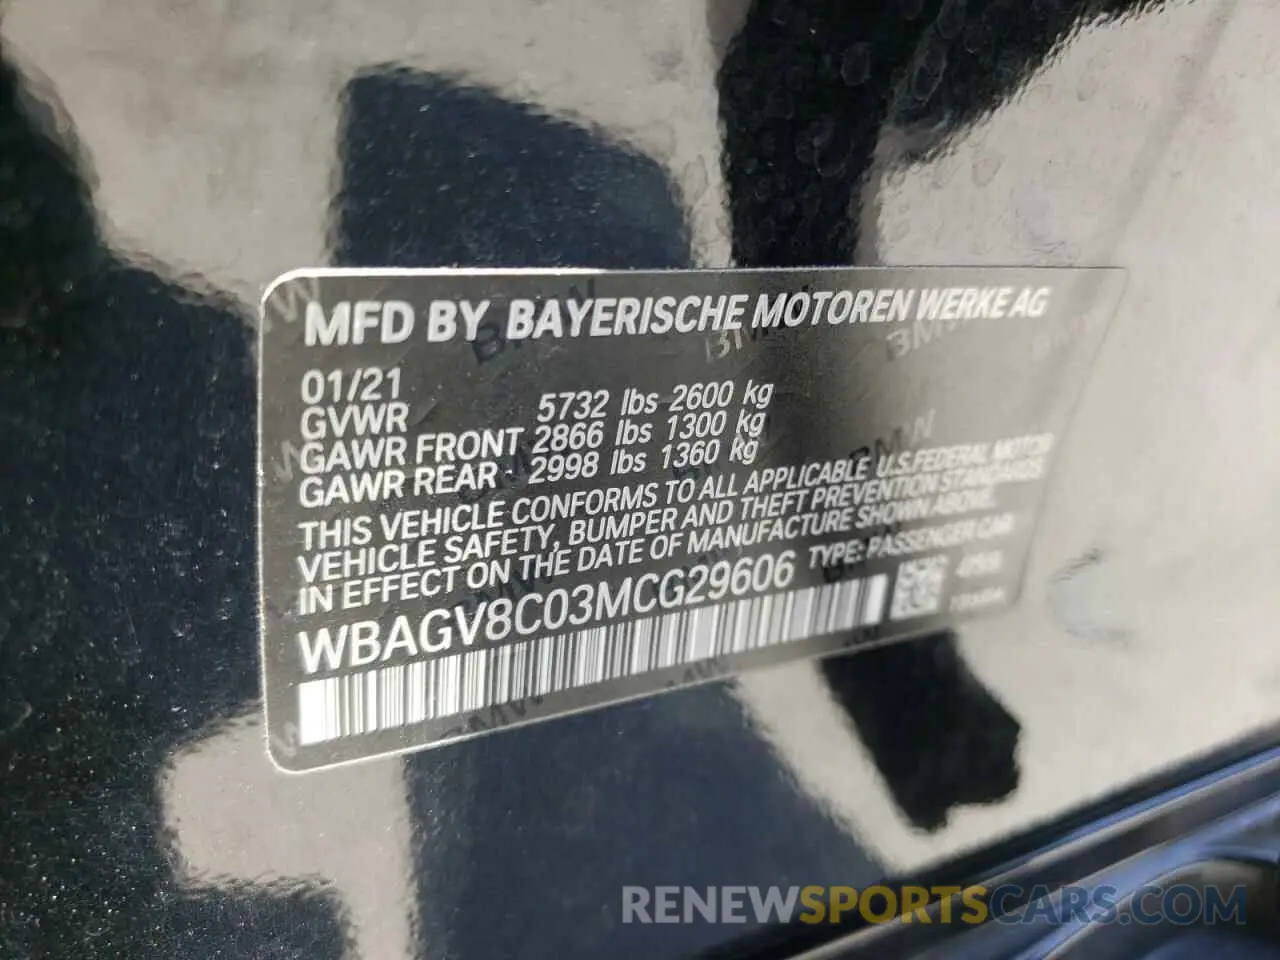 MFD BY BAYERISCHE MOTOREN WERKE AG
01/21
GVWR 5732 lbs 2600 kg
GAWR FRONT 2866 lbs 1300 kg
GAWR REAR 2998 lbs 1360 kg
THIS VEHICLE CONFORMS TO ALL APPLICABLE U.S.FEDERAL MOTOR
VEHICLE SAFETY, BUMPER AND THEFT PREVENTION STANDARDS
IN EFFECT ON THE DATE OF MANUFACTURE SHOWN ABOVE.
WBAGV8C03MCG29606 TYPE: PASSENGER CAR
RENEWSPORTSCARS.COM